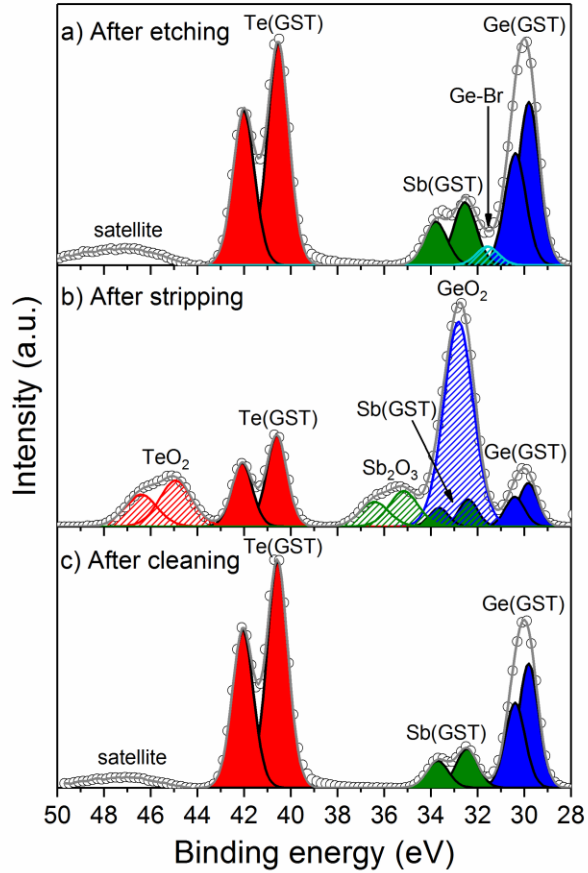 a) After etching
Te(GST)
Ge(GST)
Ge-Br
Sb(GST)
satellite
b) After stripping
GeO₂
Te(GST)
Sb(GST)
TeO₂
Sb₂O₃
Ge(GST)
c) After cleaning
Te(GST)
Ge(GST)
Sb(GST)
satellite
Intensity (a.u.)
50 48 46 44 42 40 38 36 34 32 30 28
Binding energy (eV)